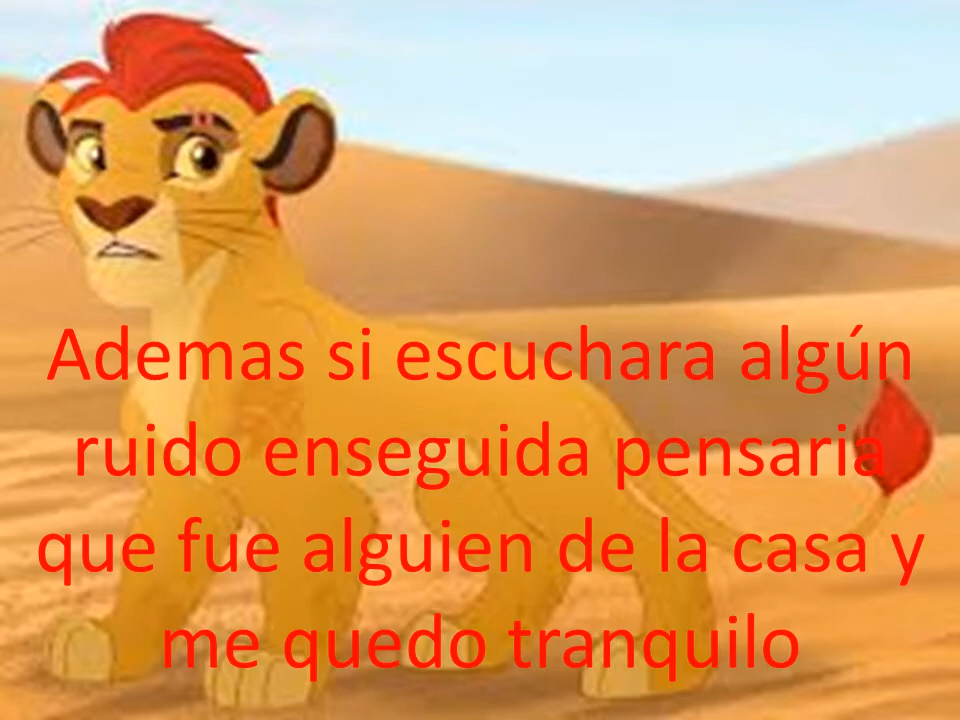 Ademas si escuchara algún
ruido enseguida pensaria
que fue alguien de la casa y
me quedo tranquilo